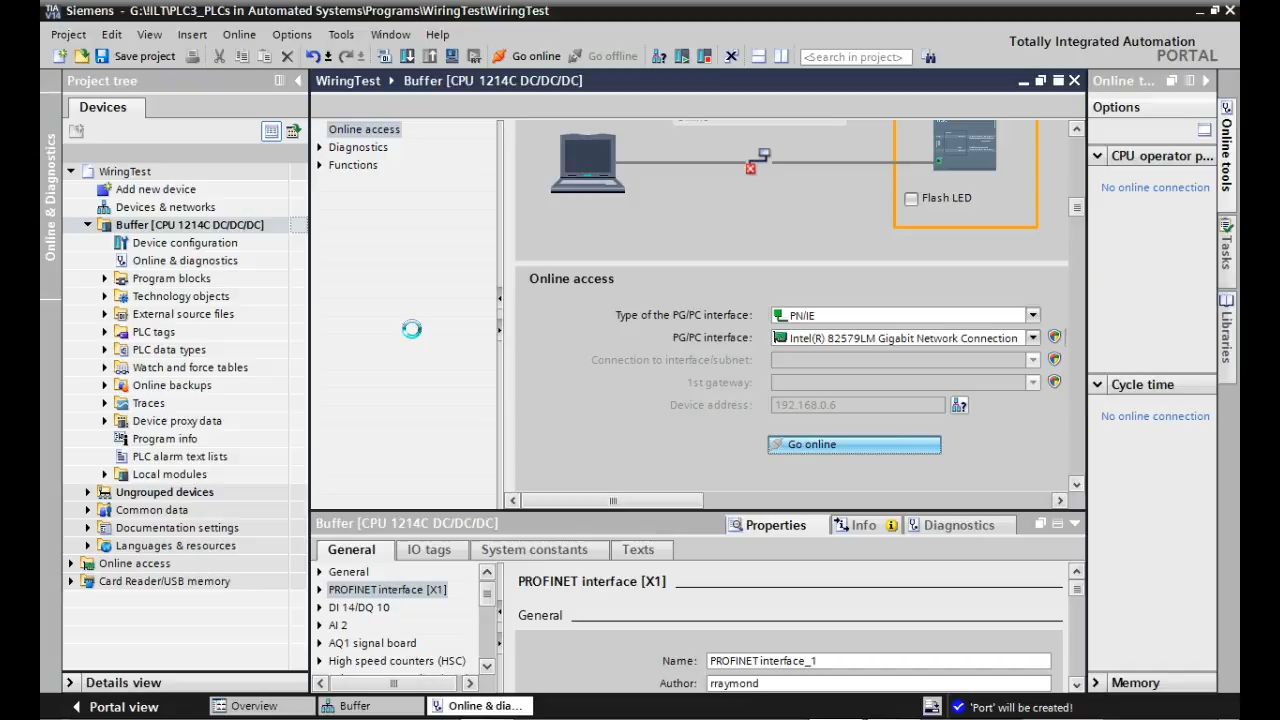 TIA V14 Siemens - G:\!ILT\PLC3_PLCs in Automated Systems\Programs\WiringTest\WiringTest
Project Edit View Insert Online Options Tools Window Help
Totally Integrated Automation
PORTAL
Save project Go online Go offline <Search in project>
Project tree
WiringTest Buffer [CPU 1214C DC/DC/DC]
Online t...
Devices
Options
Online & Diagnostics
Online tools
Tasks
Libraries
WiringTest
Add new device
Devices & networks
Buffer [CPU 1214C DC/DC/DC]
Device configuration
Online & diagnostics
Program blocks
Technology objects
External source files
PLC tags
PLC data types
Watch and force tables
Online backups
Traces
Device proxy data
Program info
PLC alarm text lists
Local modules
Ungrouped devices
Common data
Documentation settings
Languages & resources
Online access
Card Reader/USB memory
Details view
Online access
Diagnostics
Functions
Flash LED
Online access
Type of the PG/PC interface: PN/IE
PG/PC interface: Intel(R) 82579LM Gigabit Network Connection
Connection to interface/subnet:
1st gateway:
Device address: 192.168.0.6
Go online
CPU operator p...
No online connection
Cycle time
No online connection
Memory
Buffer [CPU 1214C DC/DC/DC]
Properties Info Diagnostics
General IO tags System constants Texts
General
PROFINET interface [X1]
DI 14/DQ 10
AI 2
AQ1 signal board
High speed counters (HSC)
PROFINET interface [X1]
General
Name: PROFINET interface_1
Author: rraymond
Portal view Overview Buffer Online & dia... 'Port' will be created!